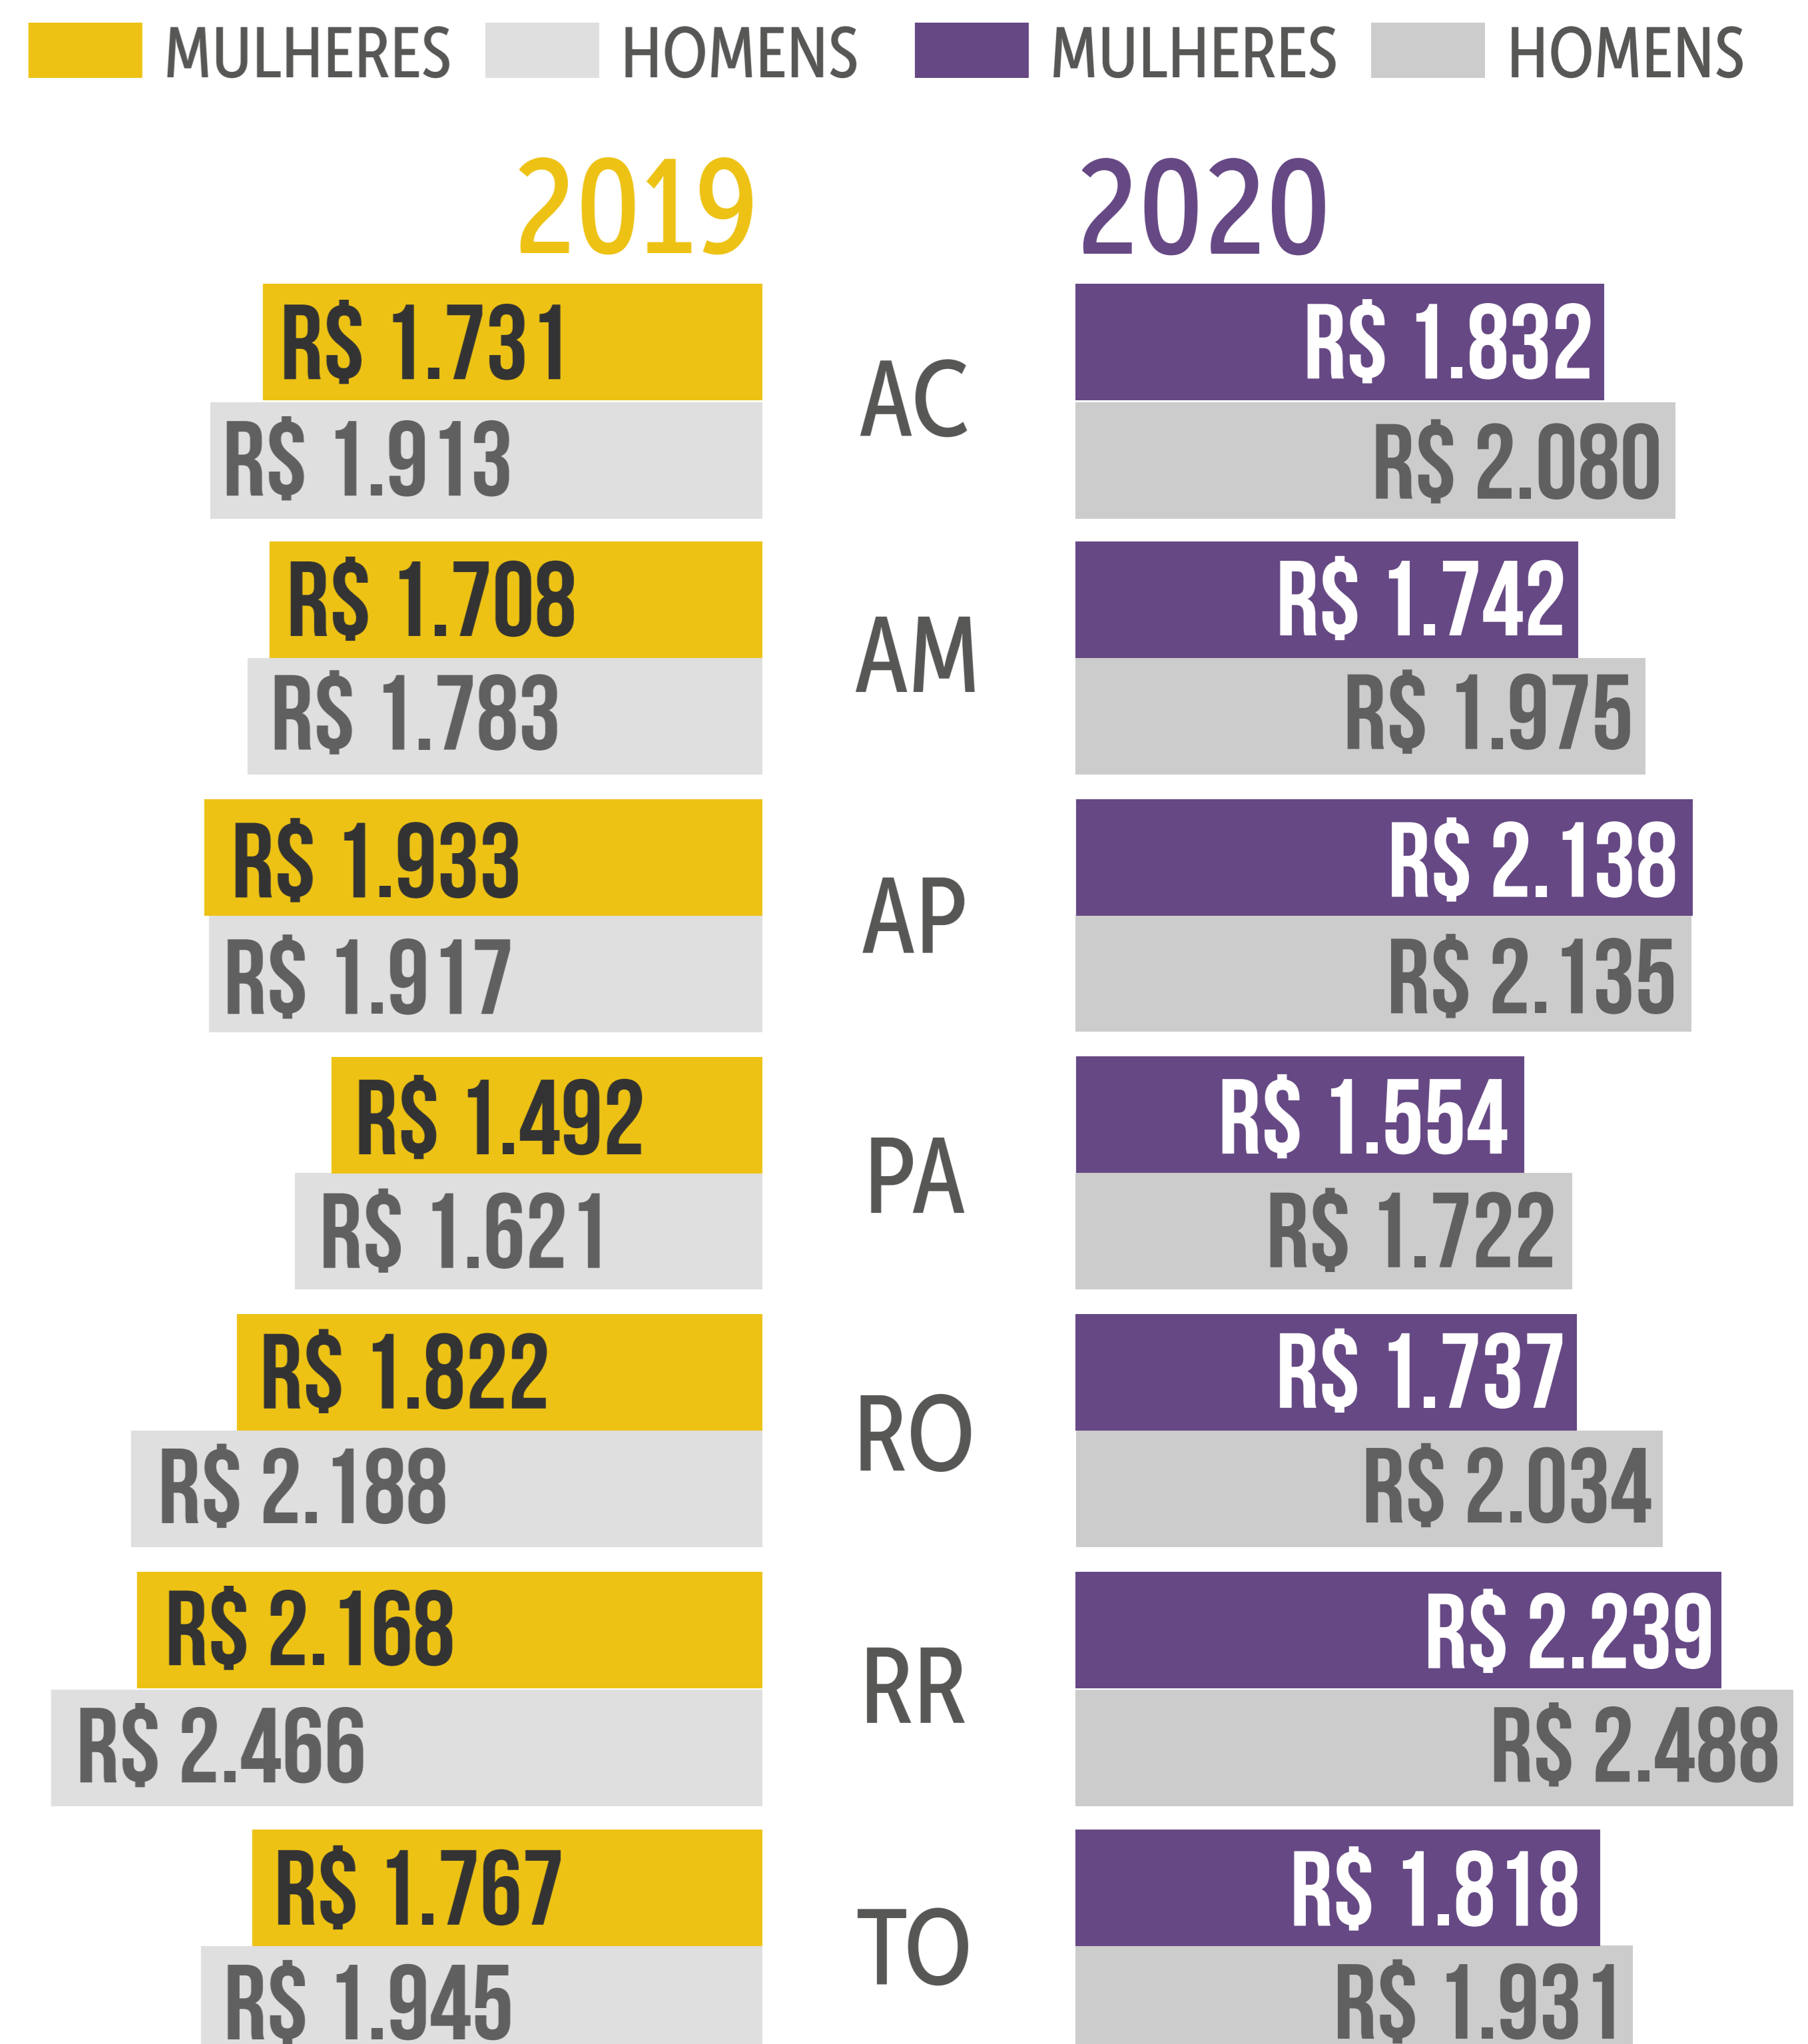 MULHERES HOMENS MULHERES HOMENS
2019 2020
R$ 1.731 R$ 1.832
AC
R$ 1.913 R$ 2.080
R$ 1.708 R$ 1.742
AM
R$ 1.783 R$ 1.975
R$ 1.933 R$ 2.138
AP
R$ 1.917 R$ 2.135
R$ 1.492 R$ 1.554
PA
R$ 1.621 R$ 1.722
R$ 1.822 R$ 1.737
RO
R$ 2.188 R$ 2.034
R$ 2.168 R$ 2.239
RR
R$ 2.466 R$ 2.488
R$ 1.767 R$ 1.818
TO
R$ 1.945 R$ 1.931